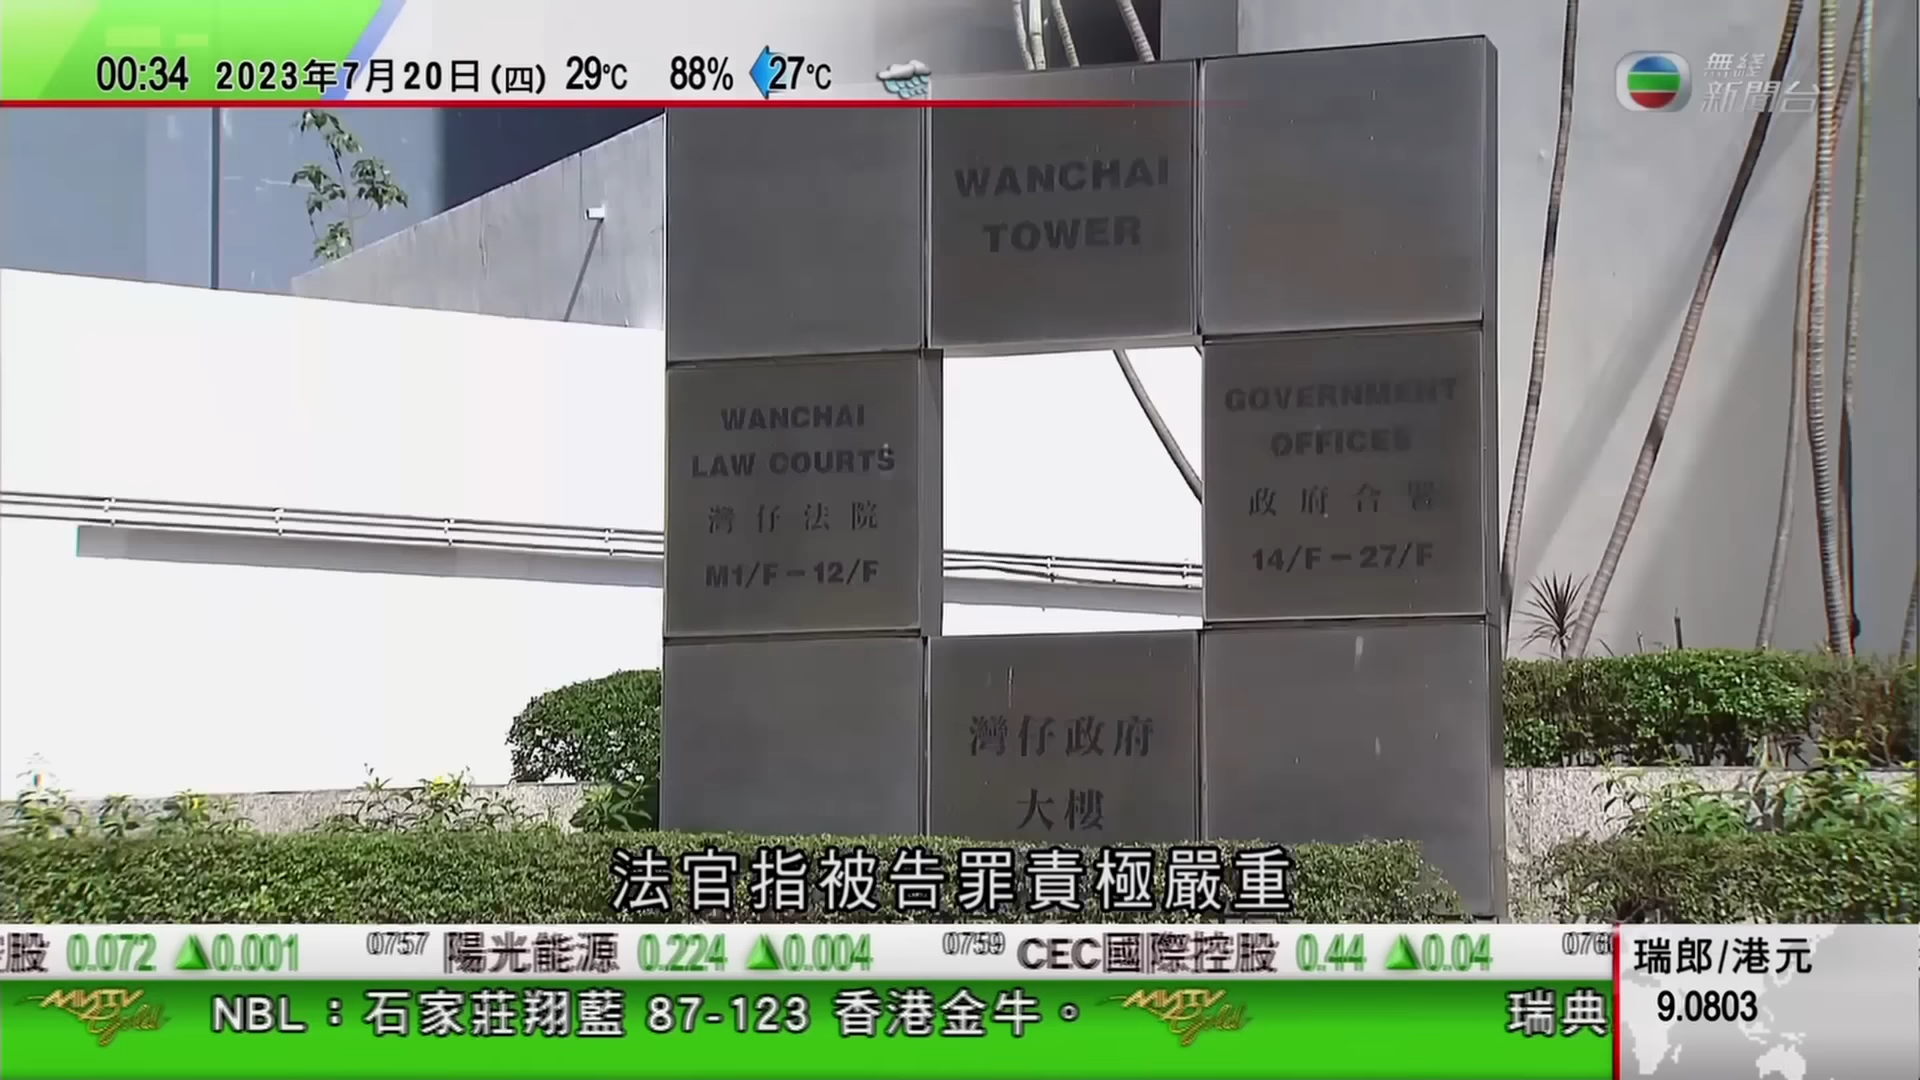 00:34 2023年7月20日(四) 29℃ 88% 27℃
無綫
新聞台
WANCHAI
TOWER
WANCHAI
LAW COURTS
灣仔法院
M1/F-12/F
GOVERNMENT
OFFICES
政府合署
14/F-27/F
灣仔政府
大樓
法官指被告罪責極嚴重
股 0.072 ▲0.001 0757 陽光能源 0.224 ▲0.004 0759 CEC國際控股 0.44 ▲0.04
瑞郎/港元
9.0803
NBL：石家莊翔藍 87-123 香港金牛。 瑞典